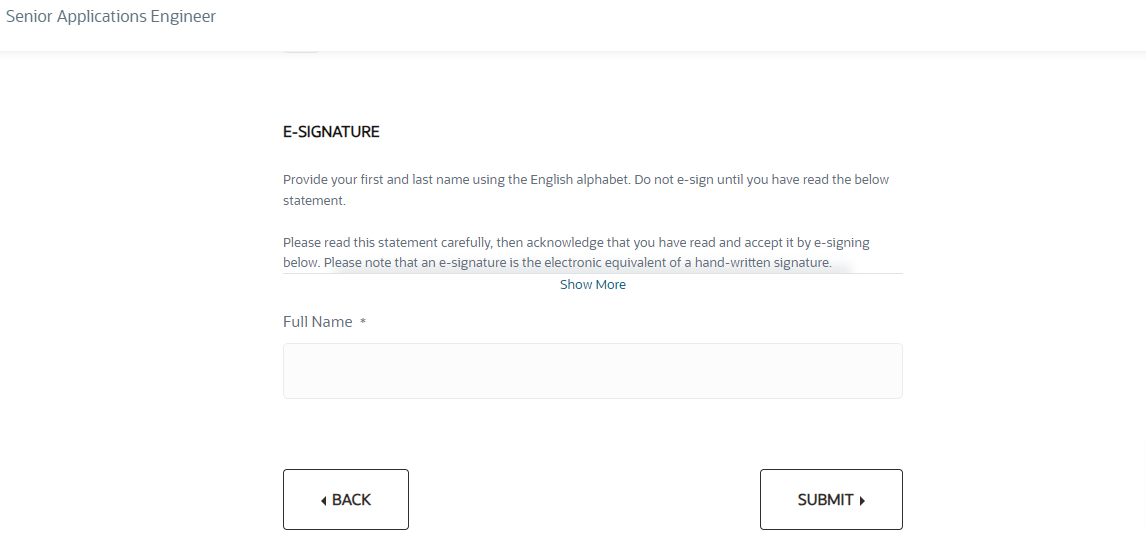 Senior Applications Engineer
E-SIGNATURE
Provide your first and last name using the English alphabet. Do not e-sign until you have read the below
statement.
Please read this statement carefully, then acknowledge that you have read and accept it by e-signing
below. Please note that an e-signature is the electronic equivalent of a hand-written signature.
Show More
Full Name *
BACK
SUBMIT